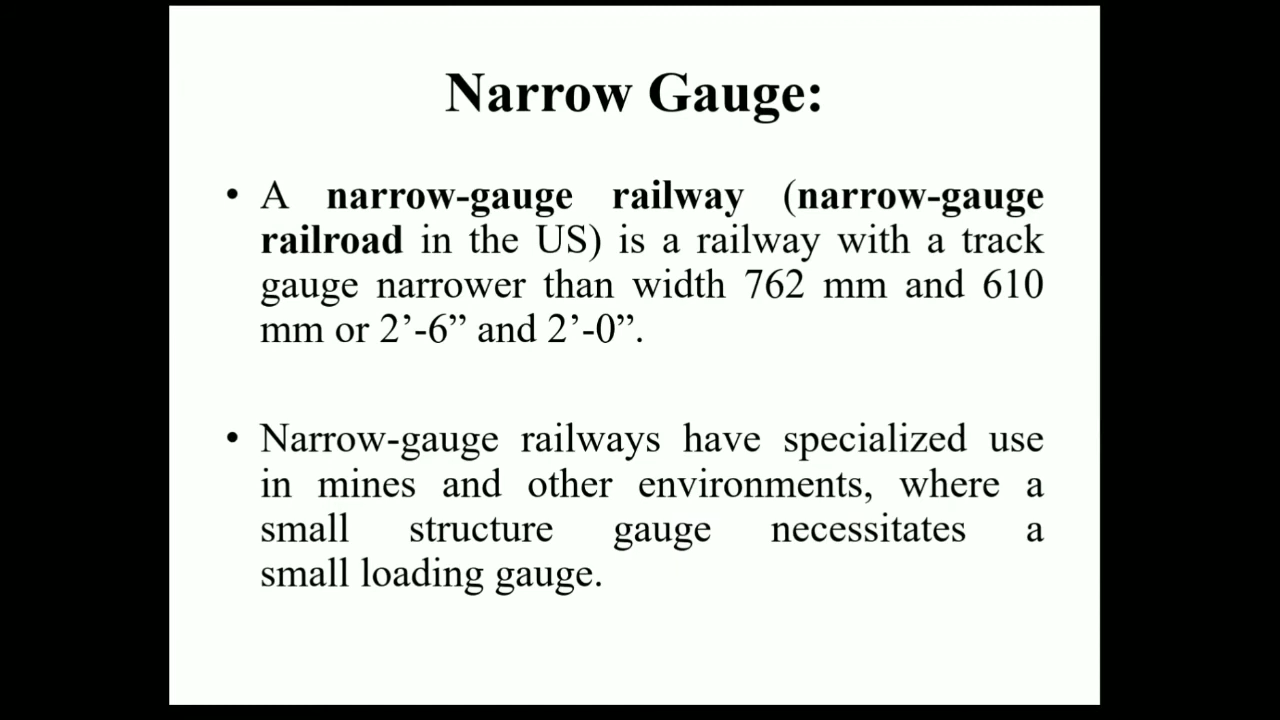 Narrow Gauge:
• A narrow-gauge railway (narrow-gauge
railroad in the US) is a railway with a track
gauge narrower than width 762 mm and 610
mm or 2’-6” and 2’-0”.
• Narrow-gauge railways have specialized use
in mines and other environments, where a
small structure gauge necessitates a
small loading gauge.